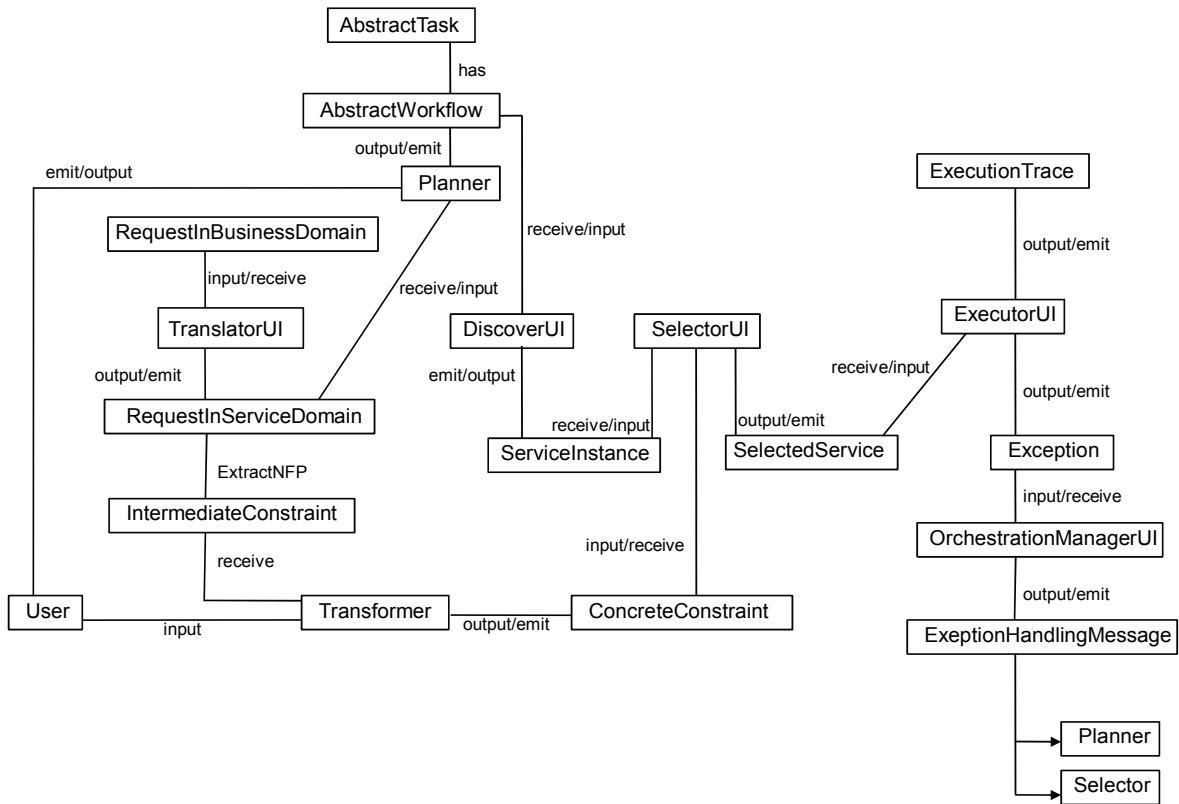 AbstractTask
has
AbstractWorkflow
output/emit
emit/output
Planner
ExecutionTrace
RequestInBusinessDomain
receive/input
output/emit
input/receive
receive/input
TranslatorUI
DiscoverUI
SelectorUI
ExecutorUI
output/emit
emit/output
receive/input
output/emit
RequestInServiceDomain
receive/input
output/emit
ServiceInstance
SelectedService
Exception
ExtractNFP
input/receive
IntermediateConstraint
OrchestrationManagerUI
receive
input/receive
output/emit
User
Transformer
ConcreteConstraint
input
output/emit
ExeptionHandlingMessage
Planner
Selector